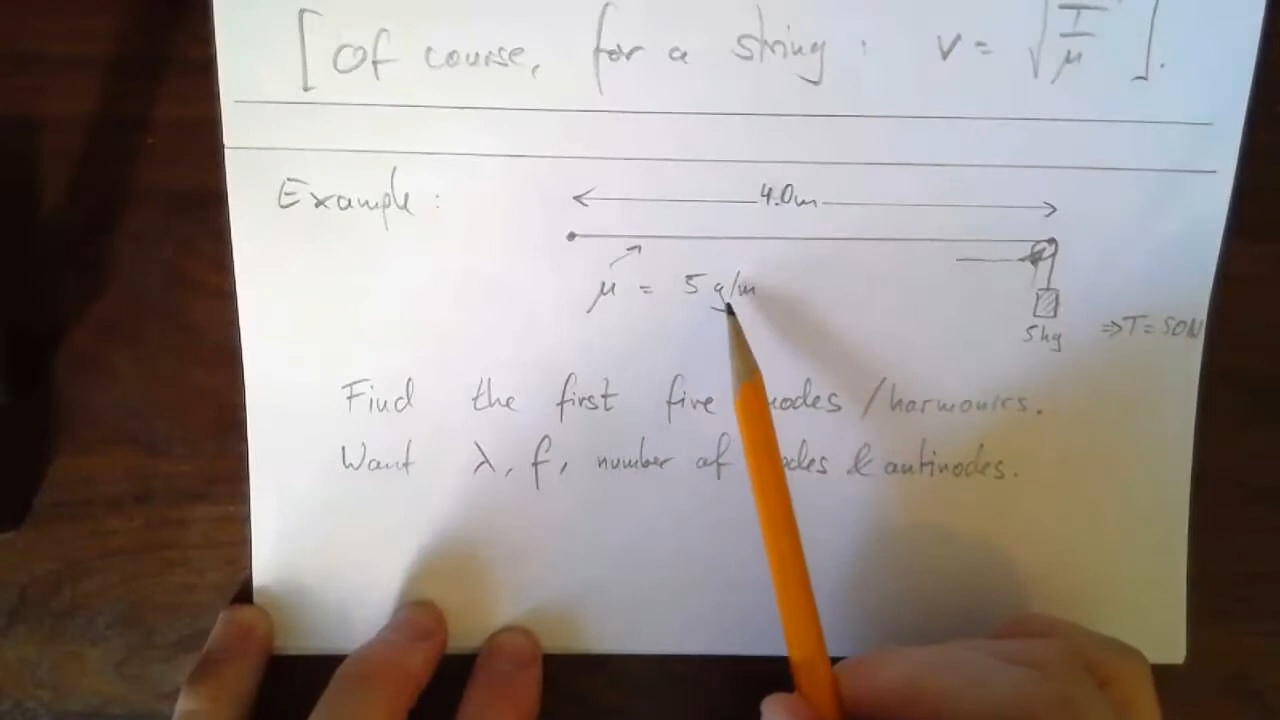 [Of course, for a string: v = √T/μ ].
Example:
4.0m
μ = 5 g/m
5kg
⇒T = 50N
Find the first five modes / harmonics.
Want λ, f, number of nodes & antinodes.